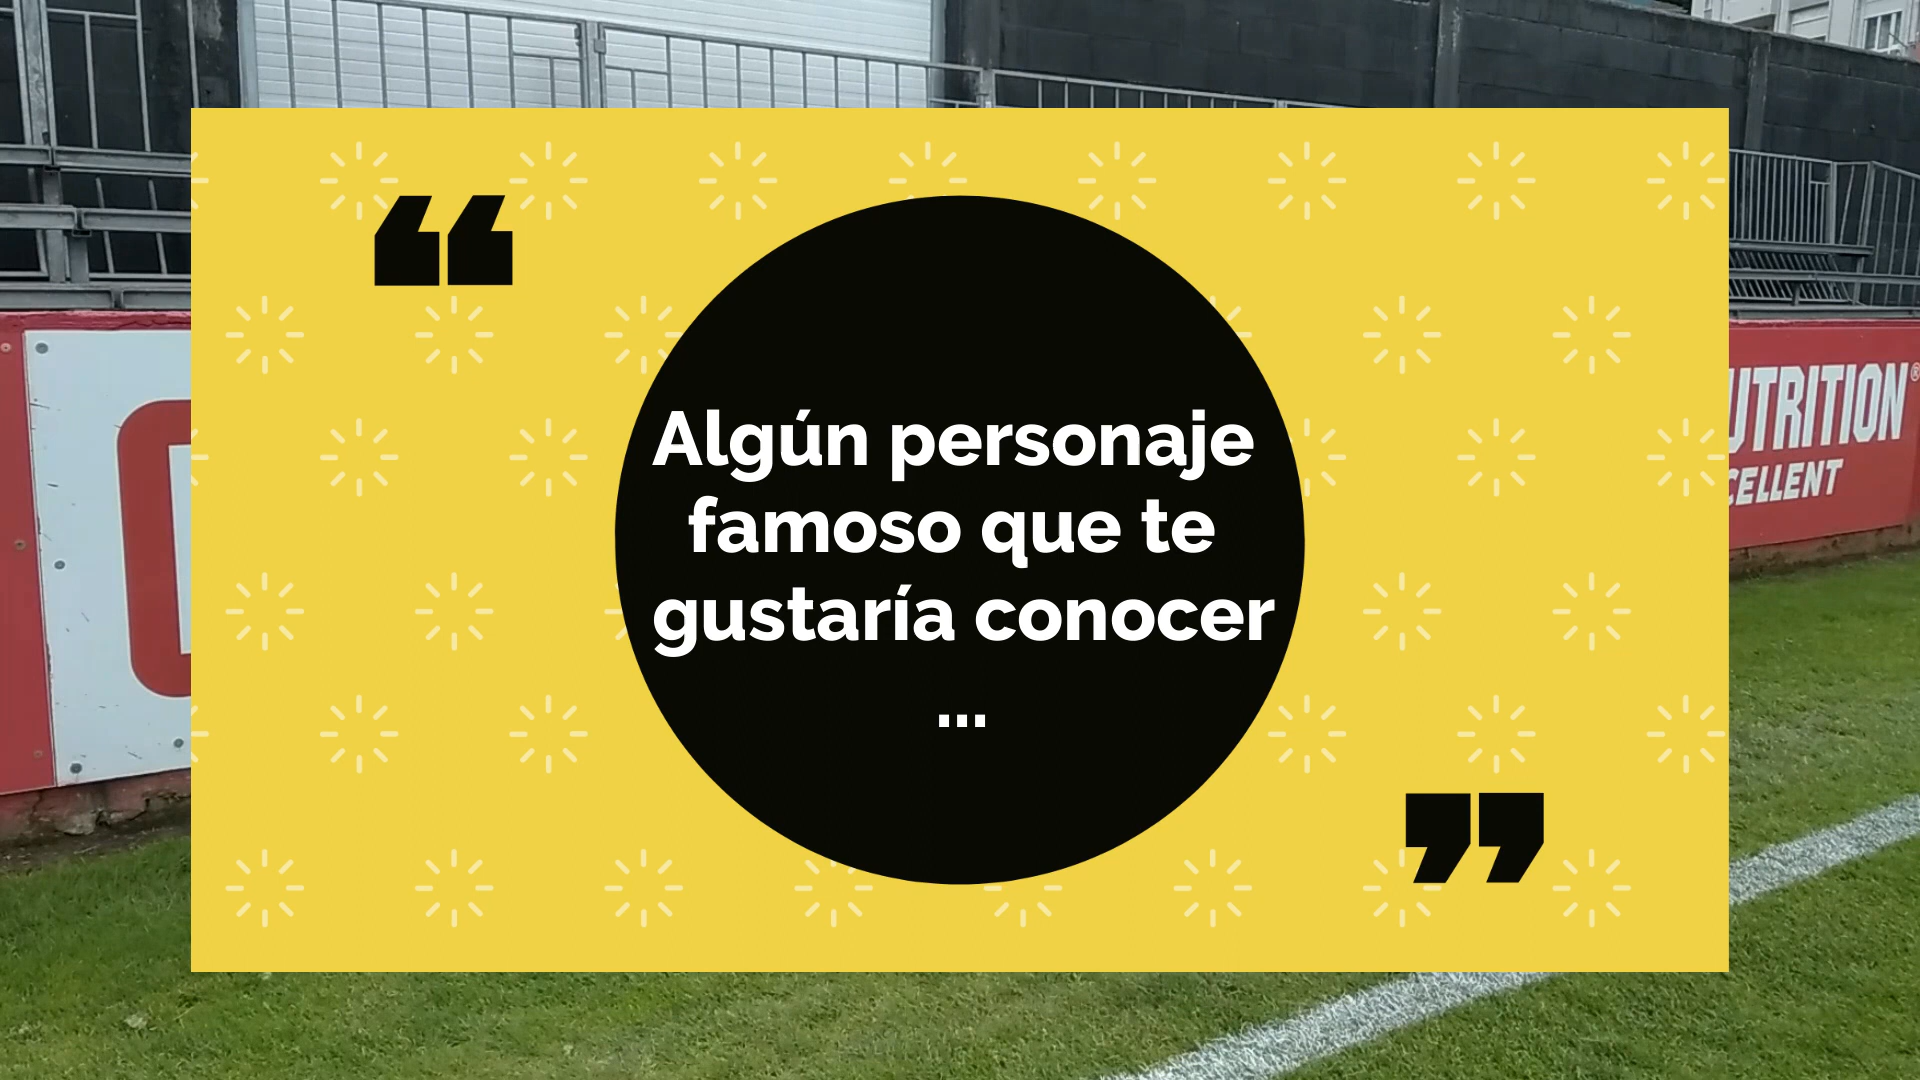 “
Algún personaje
famoso que te
gustaría conocer
...
”
UTRITION®
CELLENT